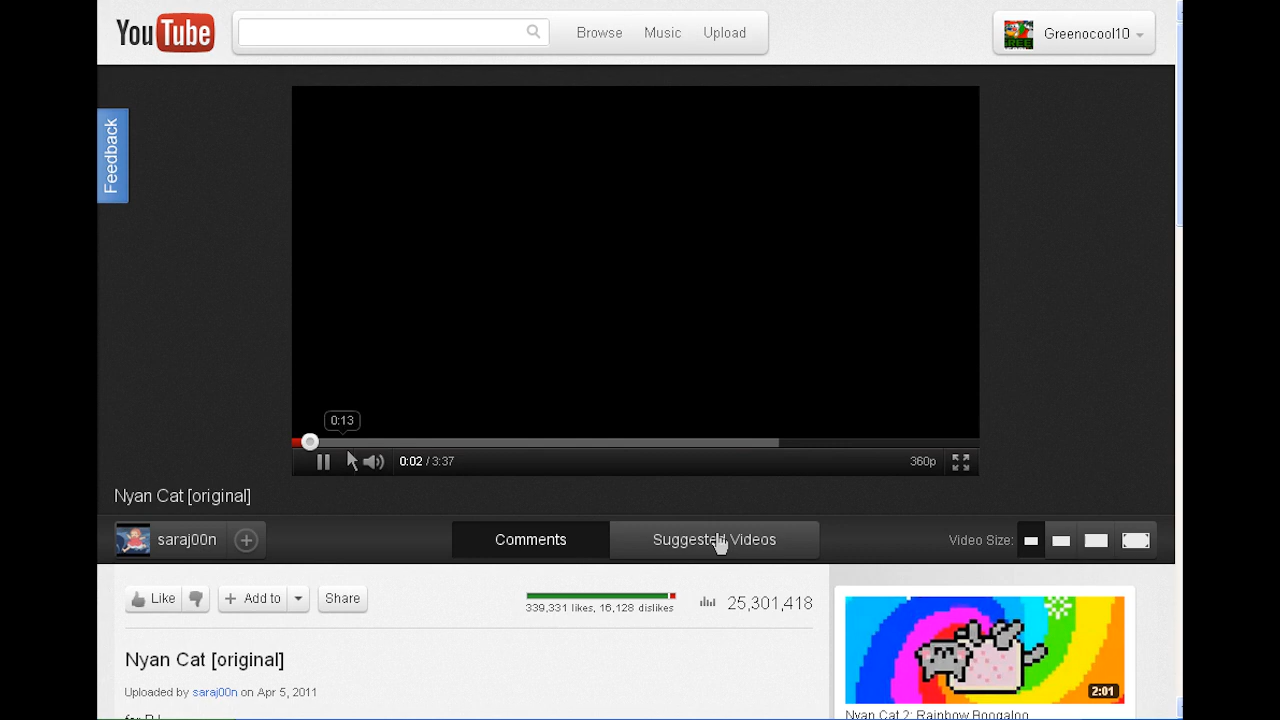 YouTube
Browse Music Upload
Greenocool10
Feedback
0:13
0:02 / 3:37
360p
Nyan Cat [original]
saraj00n
Comments
Suggested Videos
Video Size:
Like
+ Add to
Share
339,331 likes, 16,128 dislikes
25,301,418
Nyan Cat [original]
Uploaded by saraj00n on Apr 5, 2011
2:01
Nyan Cat 2: Rainbow Boogaloo